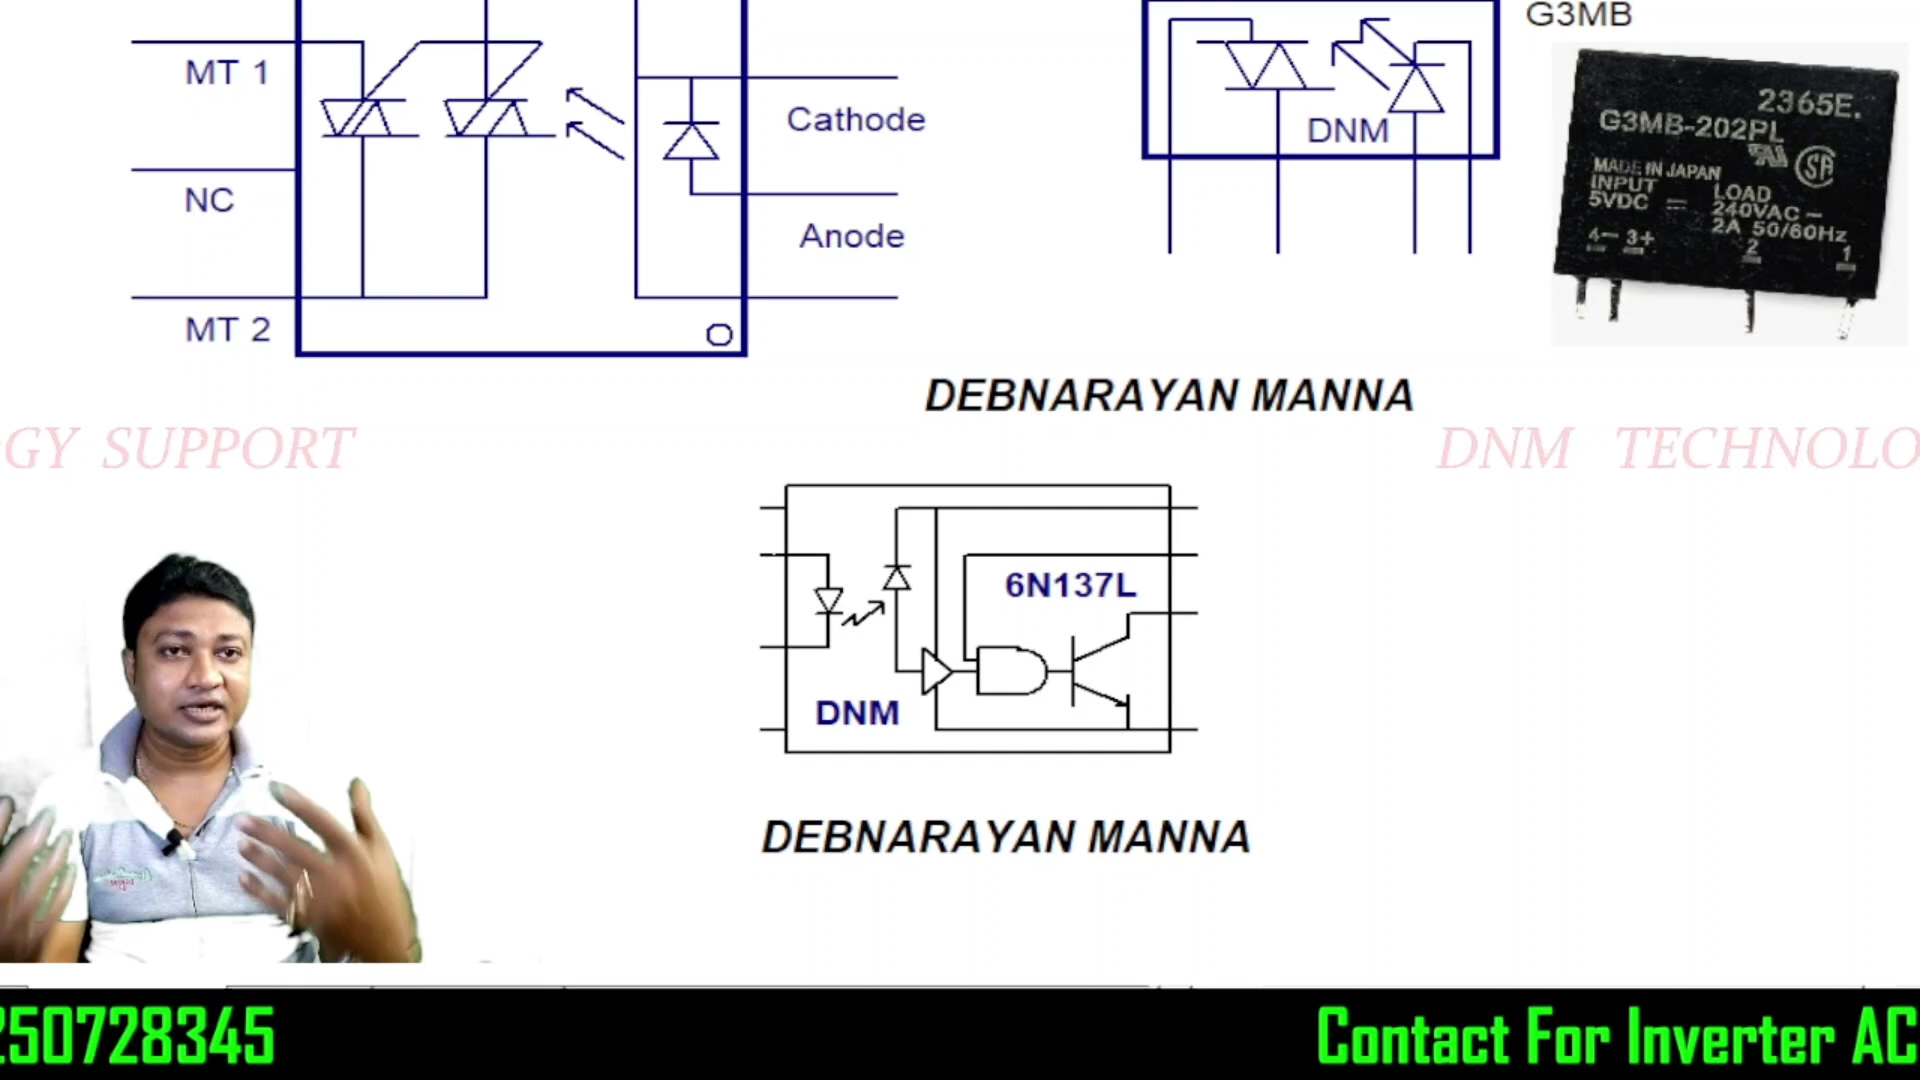 G3MB
MT 1
Cathode
DNM
2365E.
G3MB-202PL
MADE IN JAPAN
INPUT
5VDC
LOAD
240VAC~
2A 50/60Hz
4- 3+
2
1
NC
Anode
MT 2
DEBNARAYAN MANNA
GY SUPPORT
DNM TECHNOLO
6N137L
DNM
DEBNARAYAN MANNA
250728345
Contact For Inverter AC